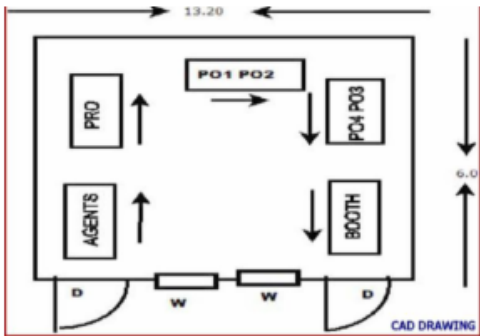 13.20
PO1 PO2
PRO
PO4 PO3
6.0
AGENTS
BOOTH
D
W
W
D
CAD DRAWING